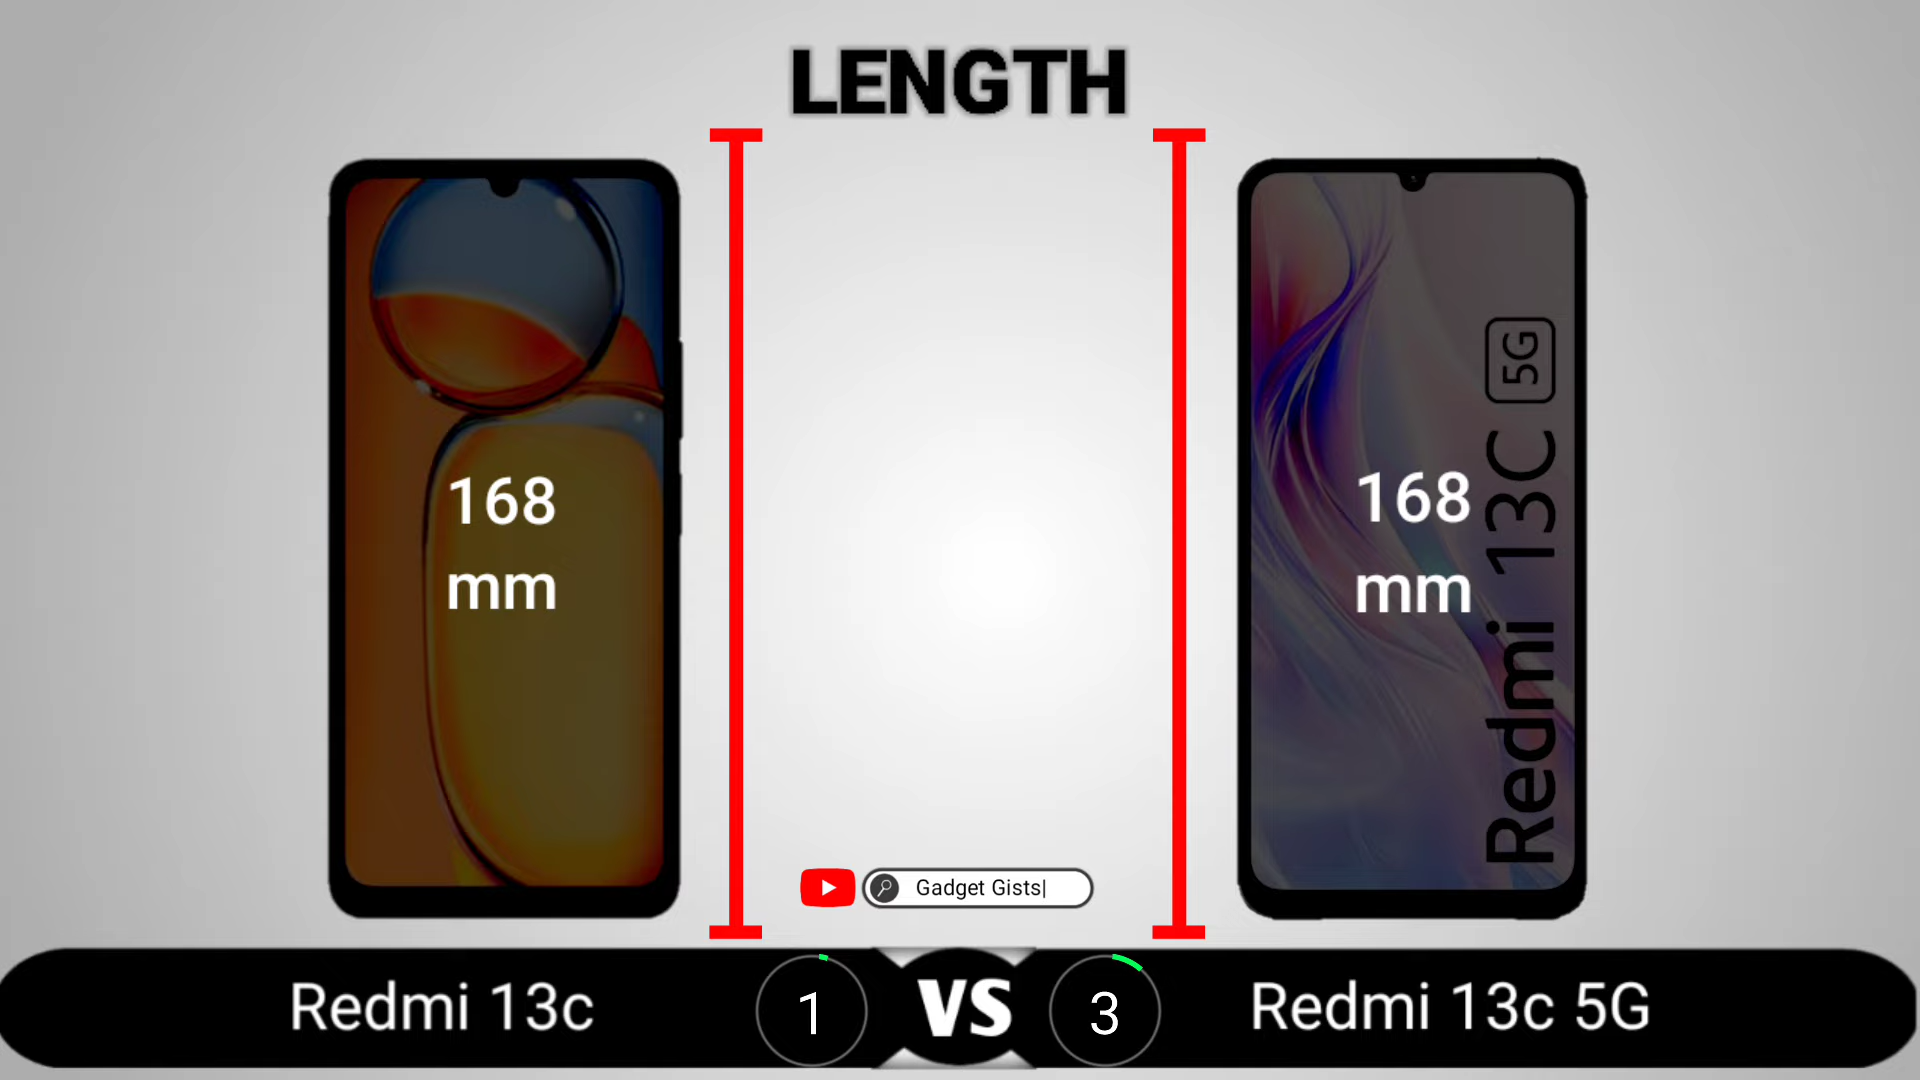 LENGTH
168
mm
168
mm
Redmi 13C 5G
Gadget Gists|
Redmi 13c
1
VS
3
Redmi 13c 5G